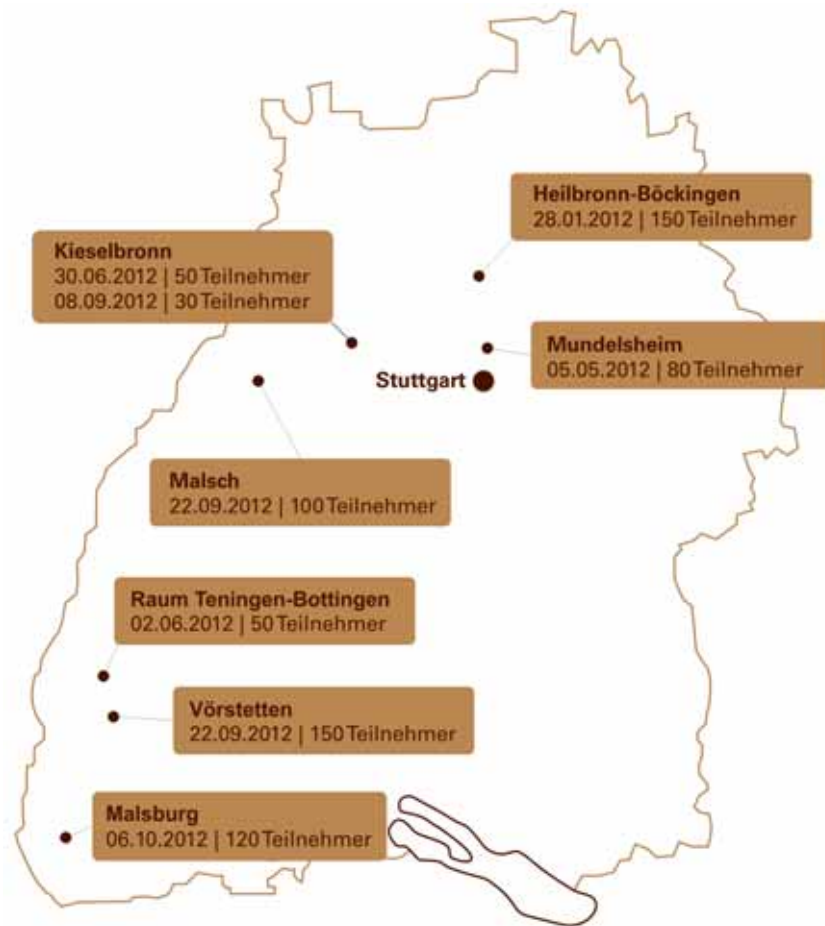 Heilbronn-Böckingen
28.01.2012 | 150 Teilnehmer
Kieselbronn
30.06.2012 | 50 Teilnehmer
08.09.2012 | 30 Teilnehmer
Mundelsheim
05.05.2012 | 80 Teilnehmer
Stuttgart
Malsch
22.09.2012 | 100 Teilnehmer
Raum Teningen-Bottingen
02.06.2012 | 50 Teilnehmer
Vörstetten
22.09.2012 | 150 Teilnehmer
Malsburg
06.10.2012 | 120 Teilnehmer